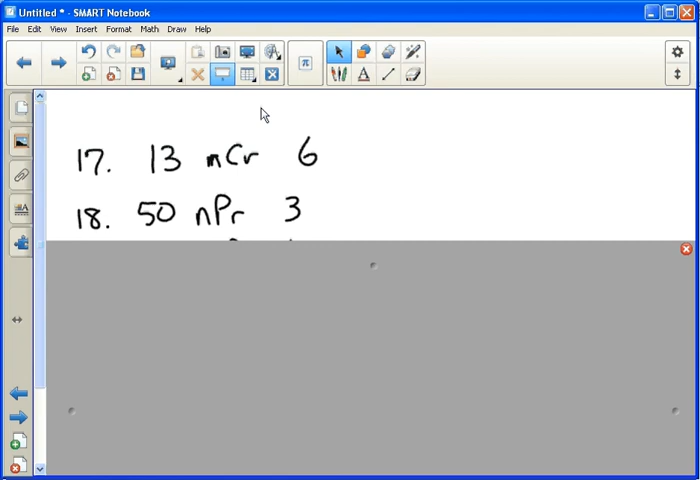 Untitled * - SMART Notebook
File Edit View Insert Format Math Draw Help
17. 13 nCr 6
18. 50 nPr 3